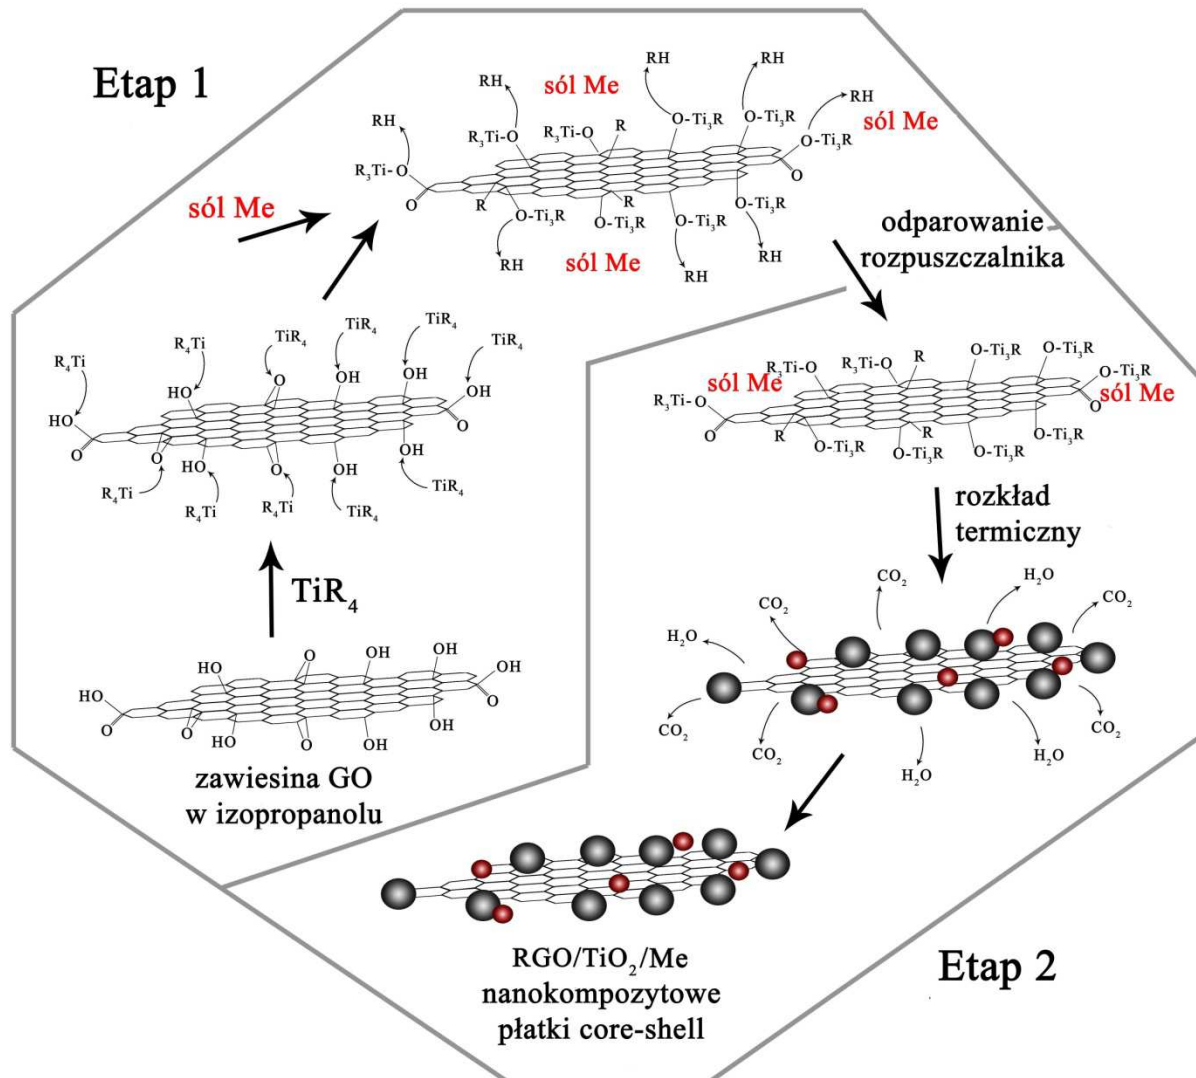 Etap 1
RH
RH
RH
RH
RH
sól Me
sól Me
R₃Ti-O
R₃Ti-O
R₃Ti-O
R
O-Ti₃R
O-Ti₃R
O-Ti₃R
O
O
R
O-Ti₃R
O-Ti₃R
R
O-Ti₃R
O-Ti₃R
RH
RH
RH
RH
sól Me
sól Me
odparowanie
rozpuszczalnika
R₄Ti
R₄Ti
TiR₄
TiR₄
TiR₄
TiR₄
HO
HO
O
OH
OH
OH
O
O
O
HO
O
OH
OH
R₄Ti
R₄Ti
R₄Ti
TiR₄
TiR₄
TiR₄
zawiesina GO
w izopropanolu
HO
HO
O
OH
OH
OH
O
O
O
HO
O
OH
OH
R₃Ti-O
R₃Ti-O
R₃Ti-O
R
O-Ti₃R
O-Ti₃R
O-Ti₃R
sól Me
sól Me
O
O
R
O-Ti₃R
O-Ti₃R
R
O-Ti₃R
O-Ti₃R
rozkład
termiczny
H₂O
CO₂
CO₂
H₂O
CO₂
CO₂
CO₂
H₂O
H₂O
CO₂
RGO/TiO₂/Me
nanokompozytowe
płatki core-shell
Etap 2